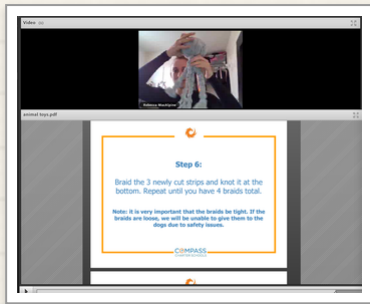 Video
animal toys.pdf
Step 6:
Braid the 3 newly cut strips and knot it at the
bottom. Repeat until you have 4 braids total.
Note: It is very important that the braids be tight. If the
braids are loose, we will be unable to give them to the
dogs due to safety issues.
COMPASS
CHARTER SCHOOLS